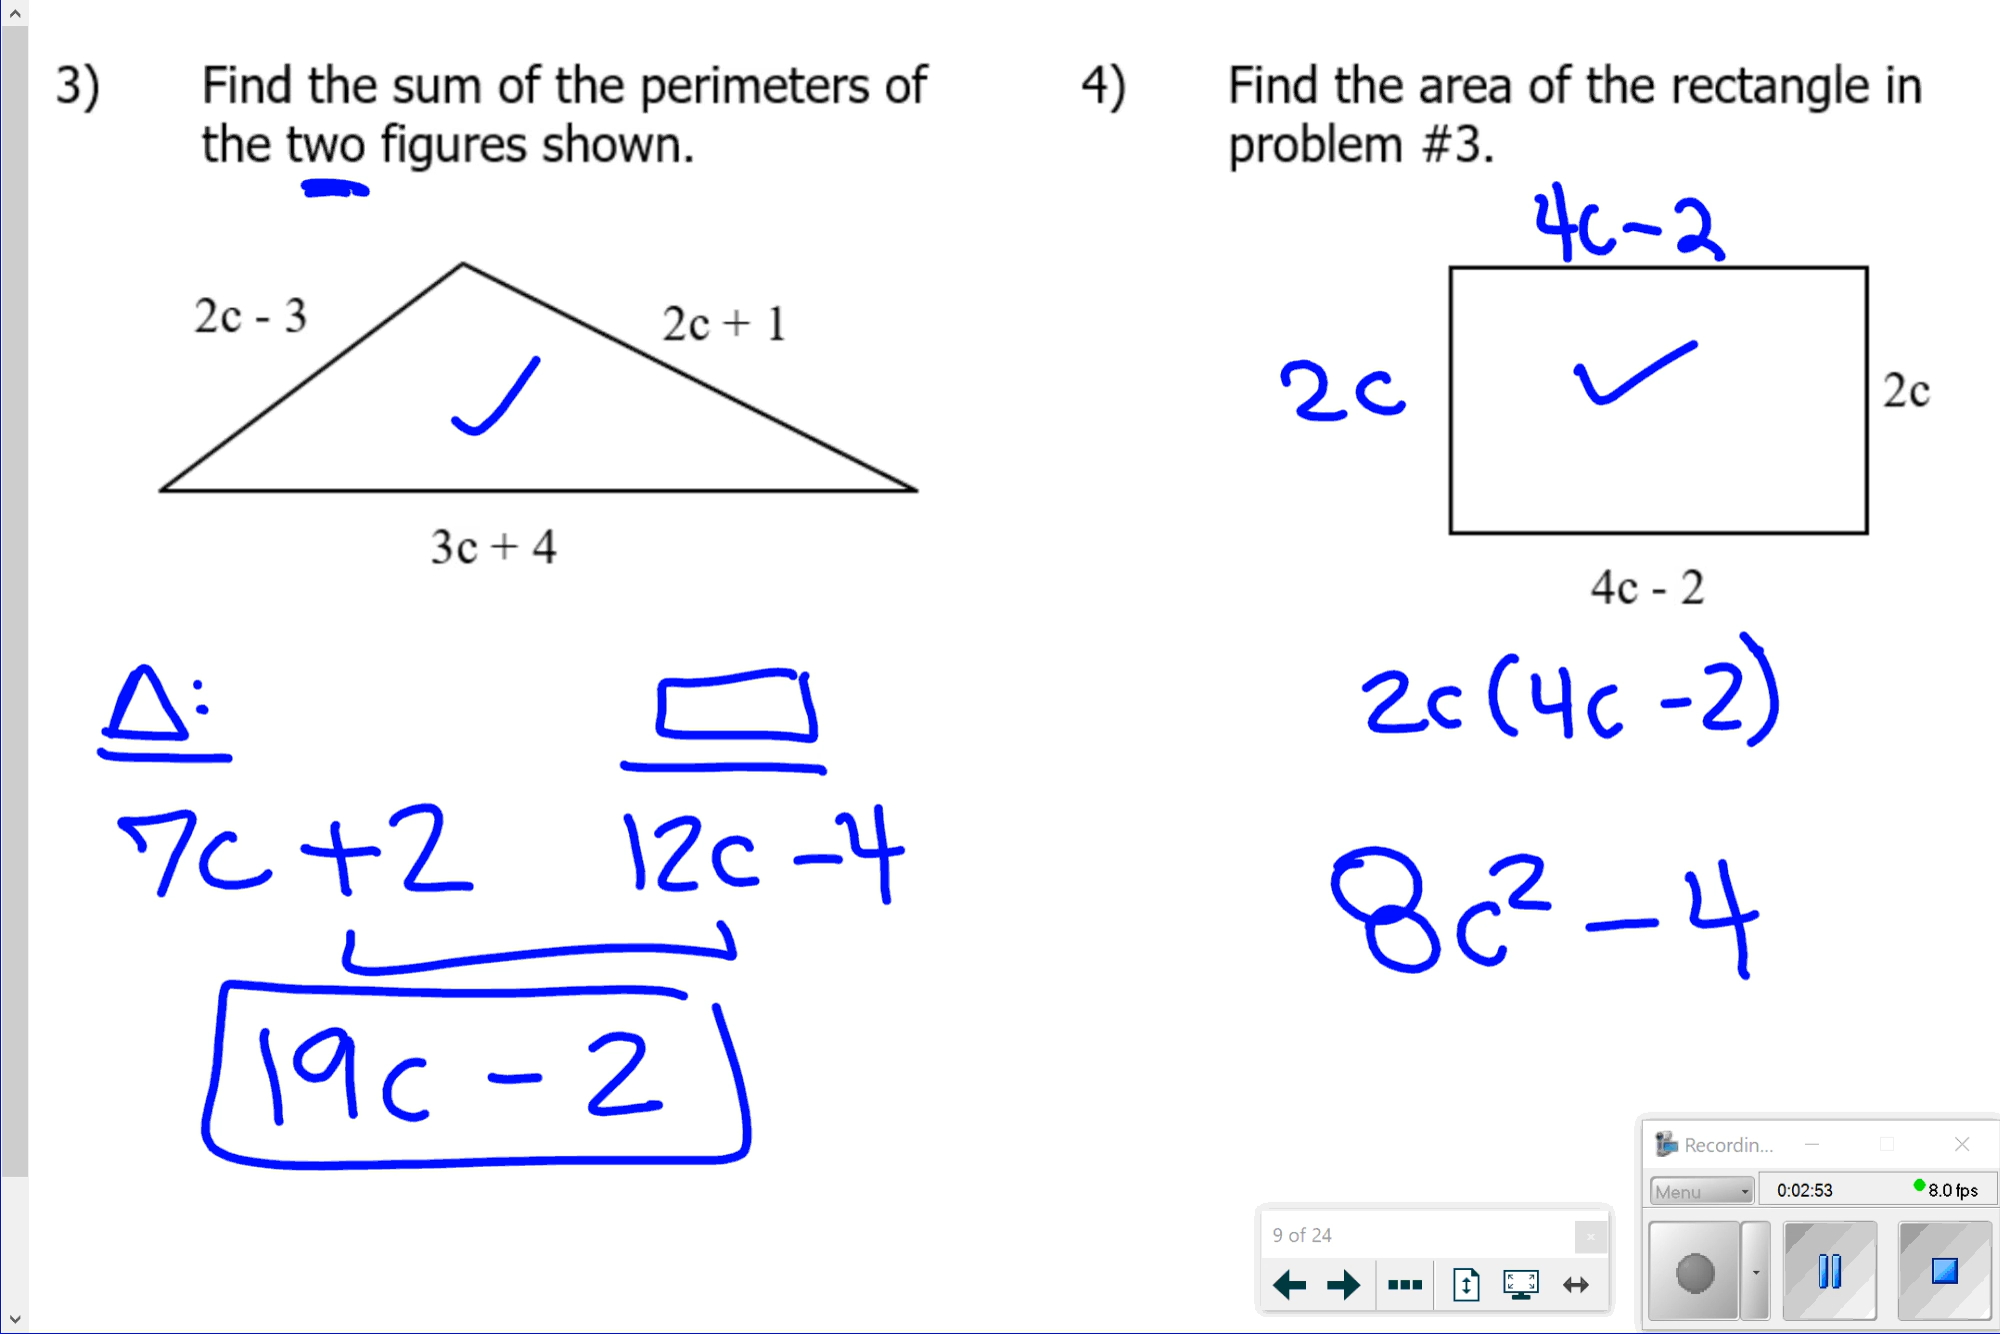 3) Find the sum of the perimeters of
the two figures shown.
2c - 3
2c + 1
3c + 4
△:
7c + 2
12c - 4
19c - 2
4) Find the area of the rectangle in
problem #3.
4c - 2
2c
2c
4c - 2
2c(4c - 2)
8c² - 4
9 of 24
Recordin...
Menu
0:02:53
8.0 fps